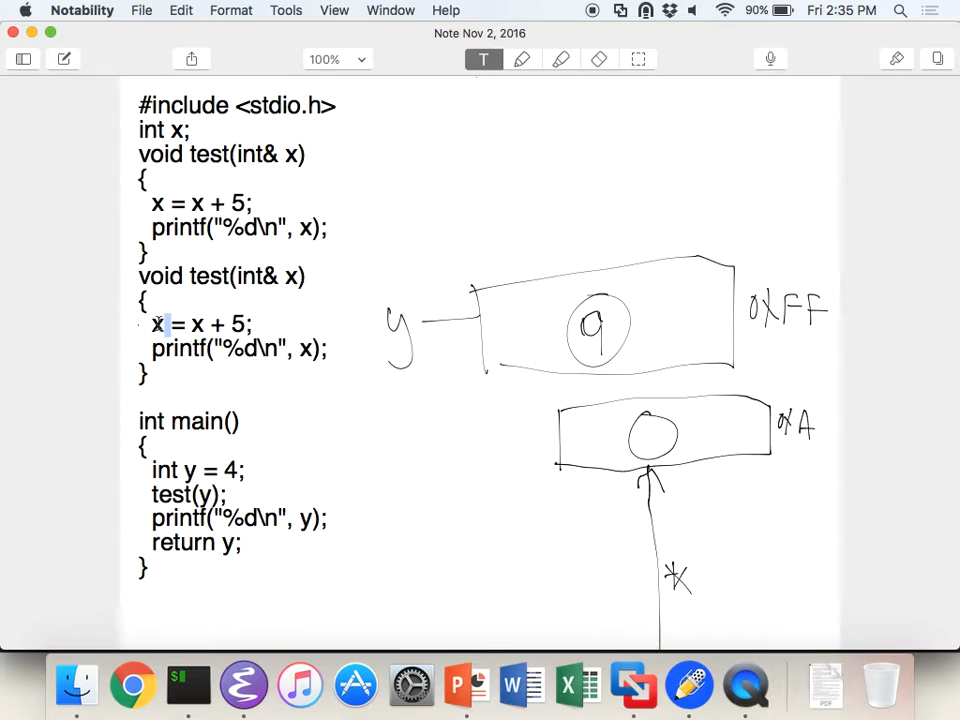 Notability File Edit Format Tools View Window Help 90% Fri 2:35 PM
Note Nov 2, 2016
100% T
#include <stdio.h>
int x;
void test(int& x)
{
x = x + 5;
printf("%d\n", x);
}
void test(int& x)
{
x = x + 5;
printf("%d\n", x);
}
int main()
{
int y = 4;
test(y);
printf("%d\n", y);
return y;
}
y 9 0XFF
0XA
*
$
P W X
PDF